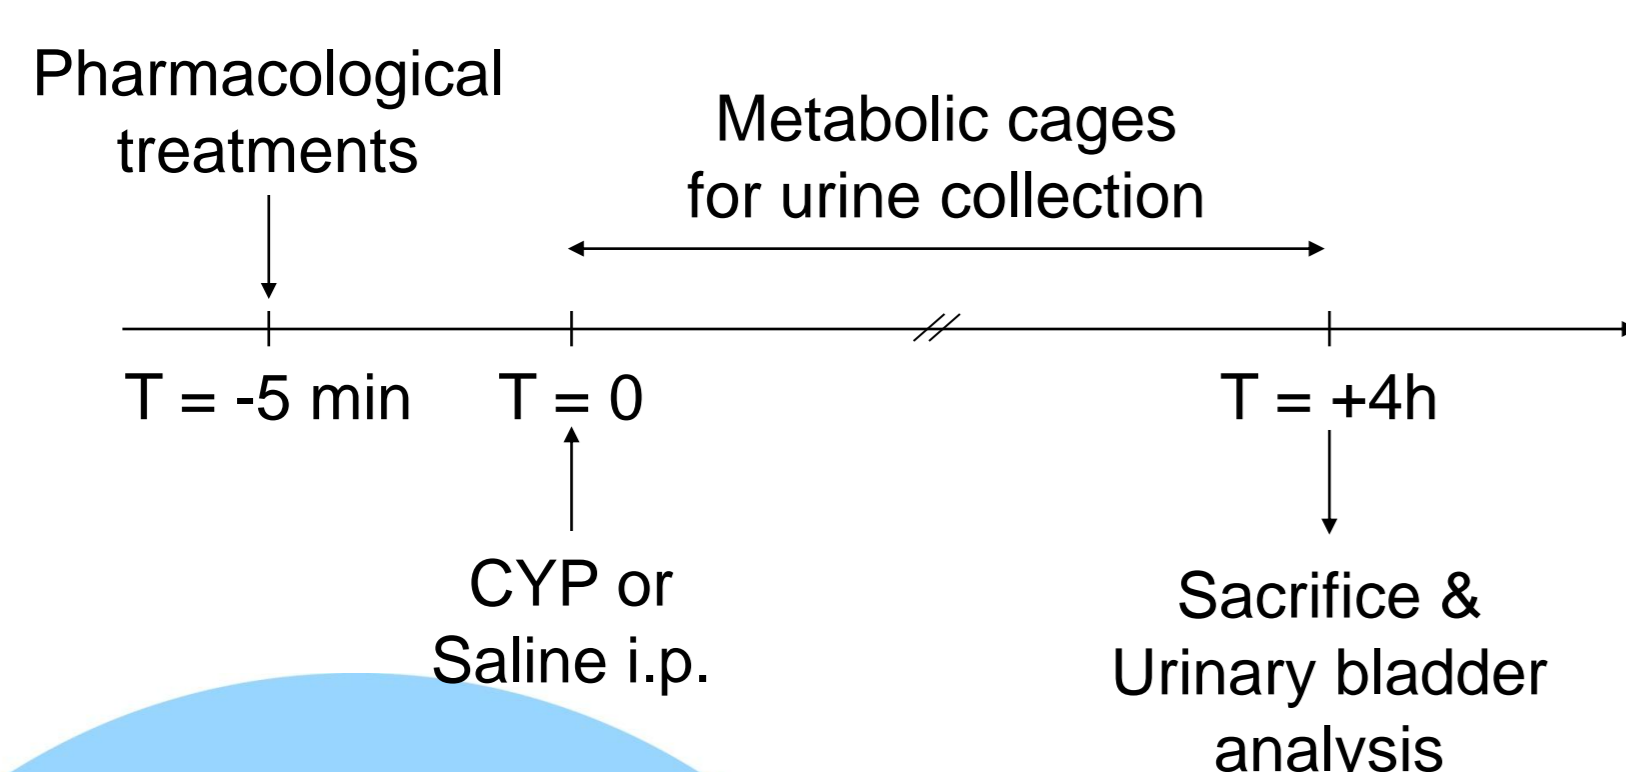 Pharmacological
treatments
Metabolic cages
for urine collection
T = -5 min
T = 0
T = +4h
CYP or
Saline i.p.
Sacrifice &
Urinary bladder
analysis